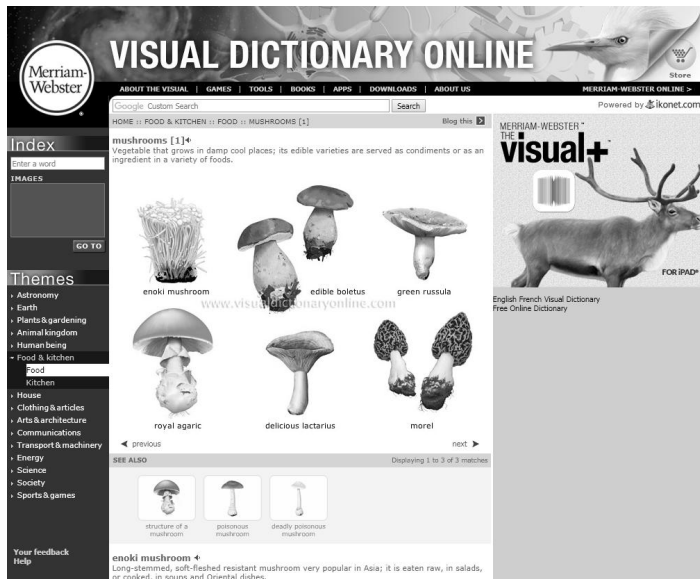 Merriam-
Webster
®
VISUAL DICTIONARY ONLINE
Store
ABOUT THE VISUAL | GAMES | TOOLS | BOOKS | APPS | DOWNLOADS | ABOUT US
MERRIAM-WEBSTER ONLINE >
Google Custom Search
Search
Powered by ikonet.com
Index
Enter a word
IMAGES
GO TO
Themes
Astronomy
Earth
Plants & gardening
Animal kingdom
Human being
Food & kitchen
Food
Kitchen
House
Clothing & articles
Arts & architecture
Communications
Transport & machinery
Energy
Science
Society
Sports & games
Your feedback
Help
HOME :: FOOD & KITCHEN :: FOOD :: MUSHROOMS [1]
Blog this
mushrooms [1]
Vegetable that grows in damp cool places; its edible varieties are served as condiments or as an
ingredient in a variety of foods.
enoki mushroom
edible boletus
green russula
www.visualdictionaryonline.com
royal agaric
delicious lactarius
morel
previous
next
SEE ALSO
Displaying 1 to 3 of 3 matches
structure of a
mushroom
poisonous
mushroom
deadly poisonous
mushroom
enoki mushroom
Long-stemmed, soft-fleshed resistant mushroom very popular in Asia; it is eaten raw, in salads,
or cooked, in soups and Oriental dishes.
MERRIAM-WEBSTER™
THE
visual+™
FOR iPAD®
English French Visual Dictionary
Free Online Dictionary